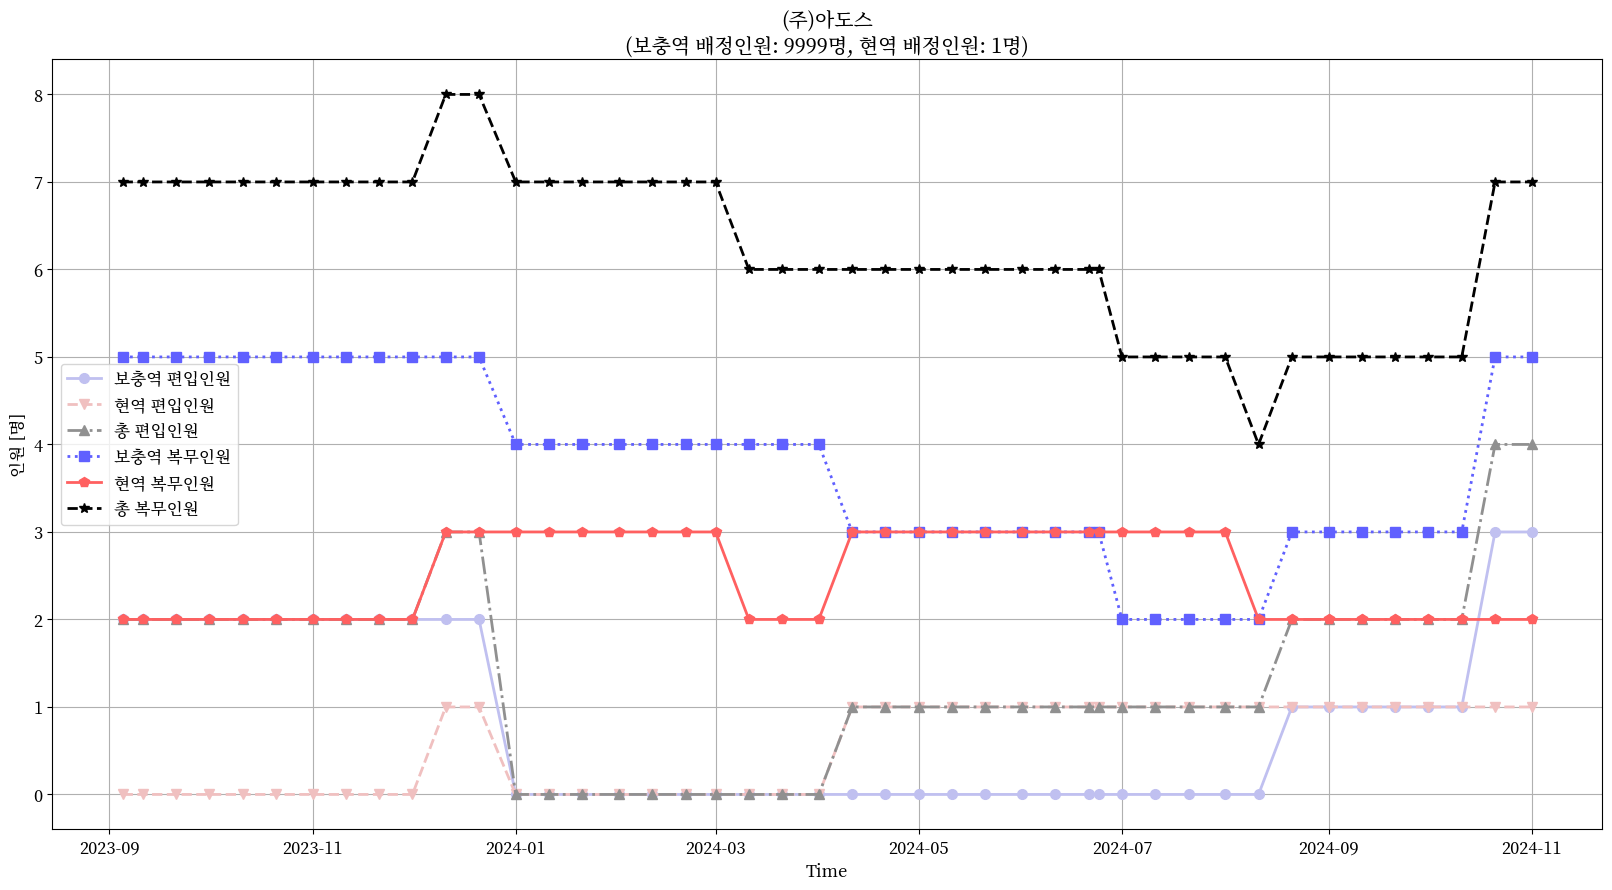 (주)아도스
(보충역 배정인원: 9999명, 현역 배정인원: 1명)
인원 [명]
8
7
6
5
4
3
2
1
0
보충역 편입인원
현역 편입인원
총 편입인원
보충역 복무인원
현역 복무인원
총 복무인원
2023-09
2023-11
2024-01
2024-03
2024-05
2024-07
2024-09
2024-11
Time